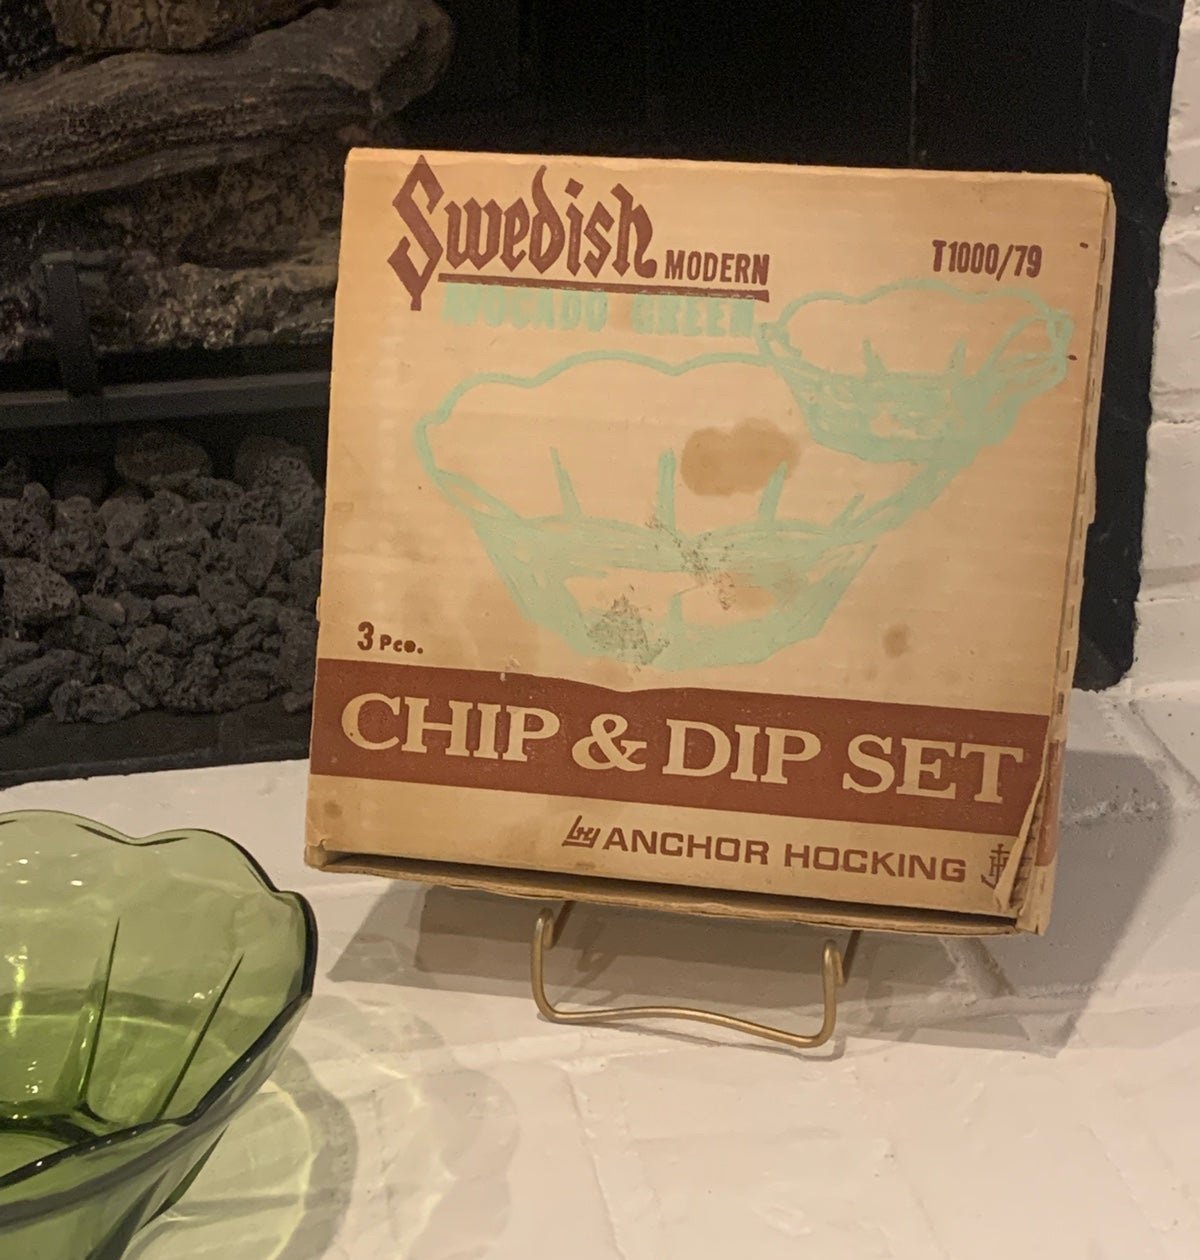 Swedish MODERN
T1000/79
AVOCADO GREEN
3 Pce.
CHIP & DIP SET
by ANCHOR HOCKING